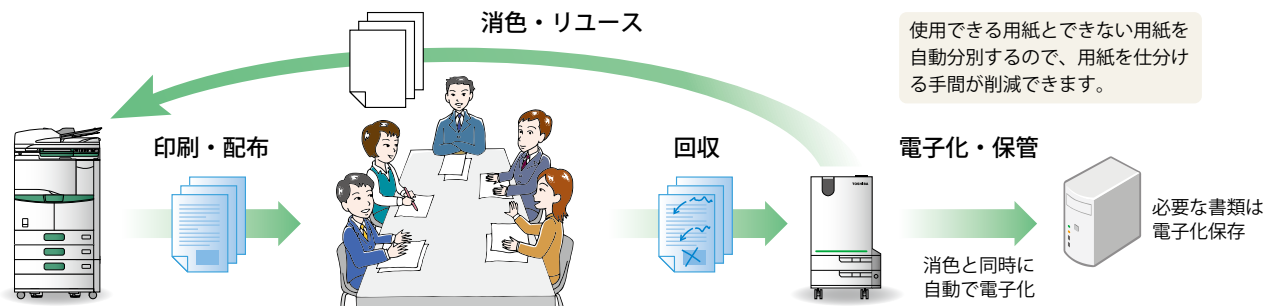 消色・リユース
使用できる用紙とできない用紙を
自動分別するので、用紙を仕分け
る手間が削減できます。
印刷・配布
回収
電子化・保管
TOSHIBA
必要な書類は
電子化保存
消色と同時に
自動で電子化